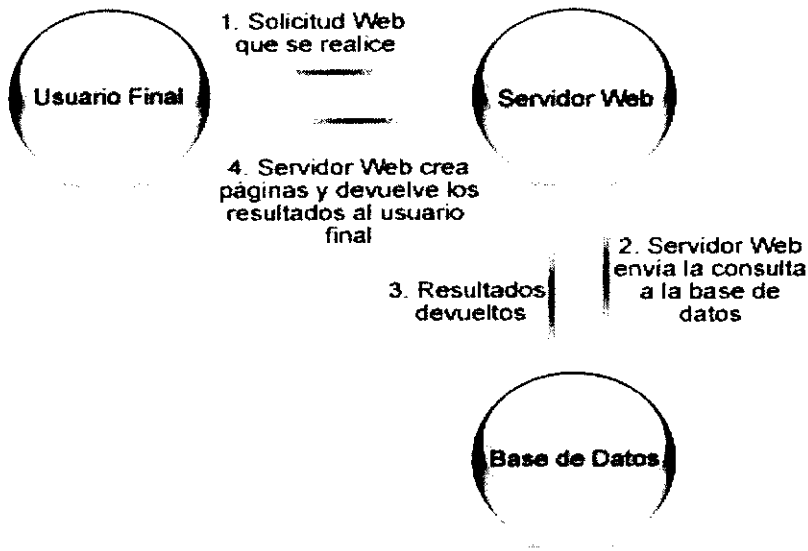 1. Solicitud Web
que se realice
Usuario Final
Servidor Web
4. Servidor Web crea
páginas y devuelve los
resultados al usuario
final
2. Servidor Web
envía la consulta
a la base de
datos
3. Resultados
devueltos
Base de Datos